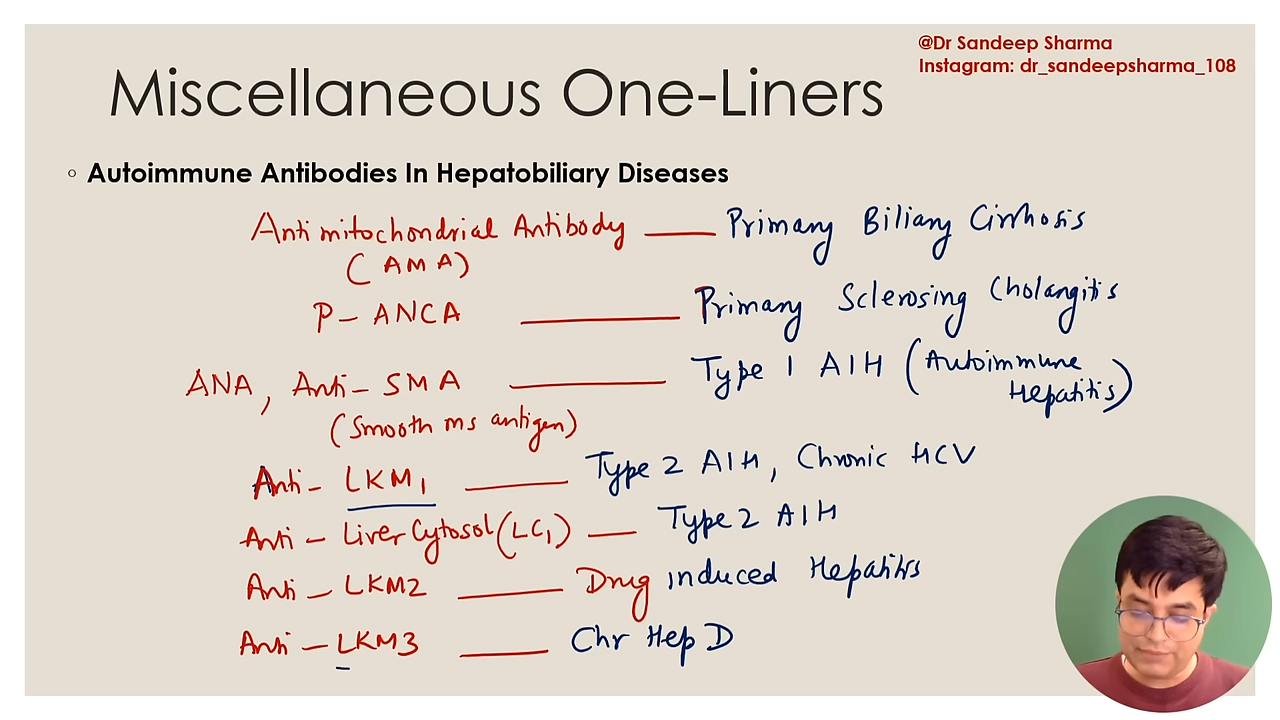 @Dr Sandeep Sharma
Instagram: dr_sandeepsharma_108
Miscellaneous One-Liners
Autoimmune Antibodies In Hepatobiliary Diseases
Antimitochondrial Antibody — Primary Biliary Cirrhosis
(AMA)
P-ANCA — Primary Sclerosing Cholangitis
ANA, Anti-SMA — Type 1 AIH (Autoimmune Hepatitis)
(Smooth ms antigen)
Anti-LKM1 — Type 2 AIH, Chronic HCV
Anti-Liver Cytosol (LC1) — Type 2 AIH
Anti-LKM2 — Drug induced Hepatitis
Anti-LKM3 — Chr Hep D